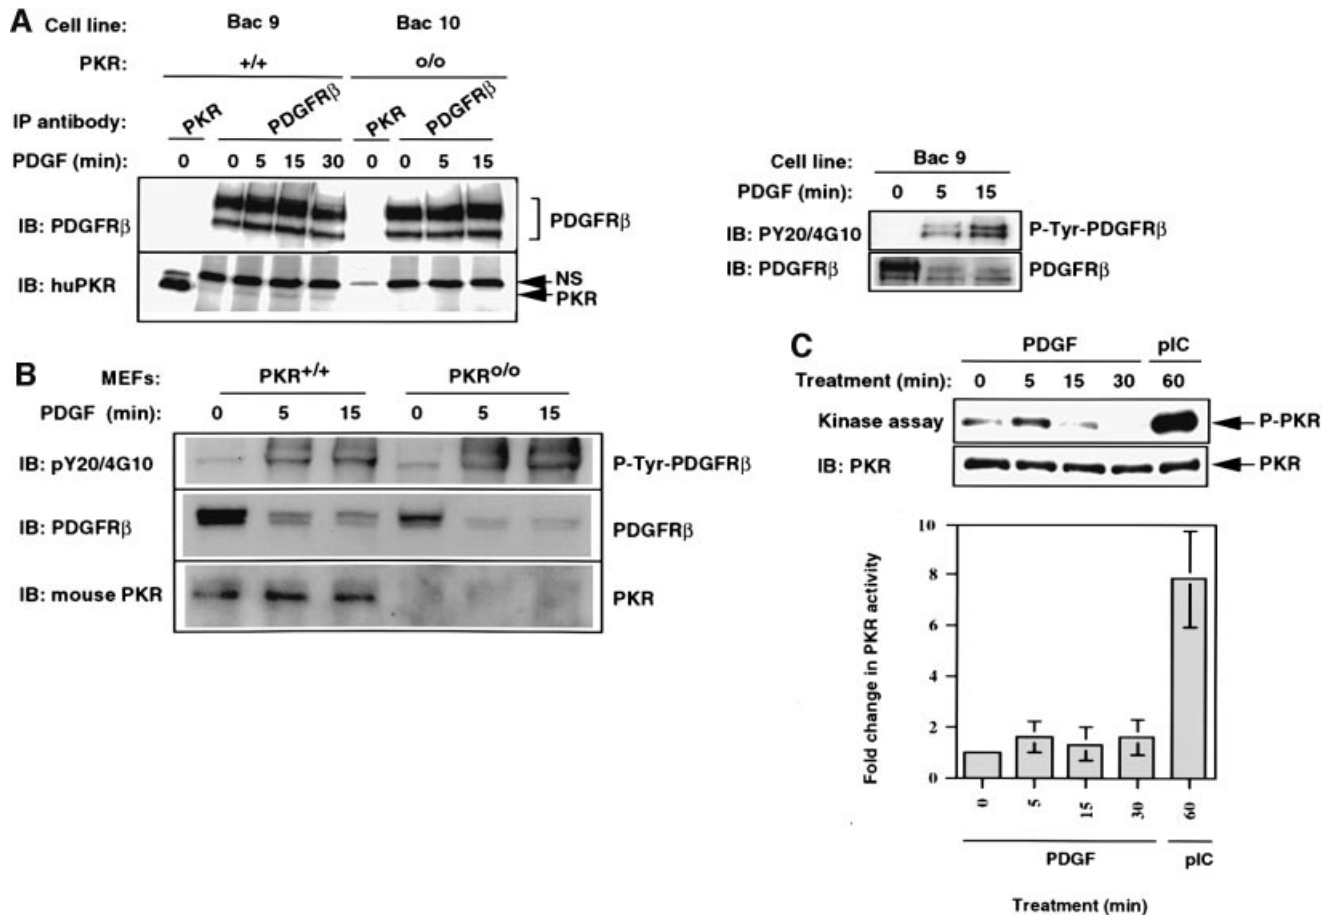 A
Cell line: Bac 9 Bac 10
PKR: +/+ o/o
IP antibody: PKR PDGFRβ PKR PDGFRβ
PDGF (min): 0 0 5 15 30 0 0 5 15
IB: PDGFRβ PDGFRβ
IB: huPKR NS
PKR
Cell line: Bac 9
PDGF (min): 0 5 15
IB: PY20/4G10 P-Tyr-PDGFRβ
IB: PDGFRβ PDGFRβ
B
MEFs: PKR+/+ PKRo/o
PDGF (min): 0 5 15 0 5 15
IB: pY20/4G10 P-Tyr-PDGFRβ
IB: PDGFRβ PDGFRβ
IB: mouse PKR PKR
C
PDGF pIC
Treatment (min): 0 5 15 30 60
Kinase assay P-PKR
IB: PKR PKR
Fold change in PKR activity
10
8
6
4
2
0
0 5 15 30 60
PDGF pIC
Treatment (min)